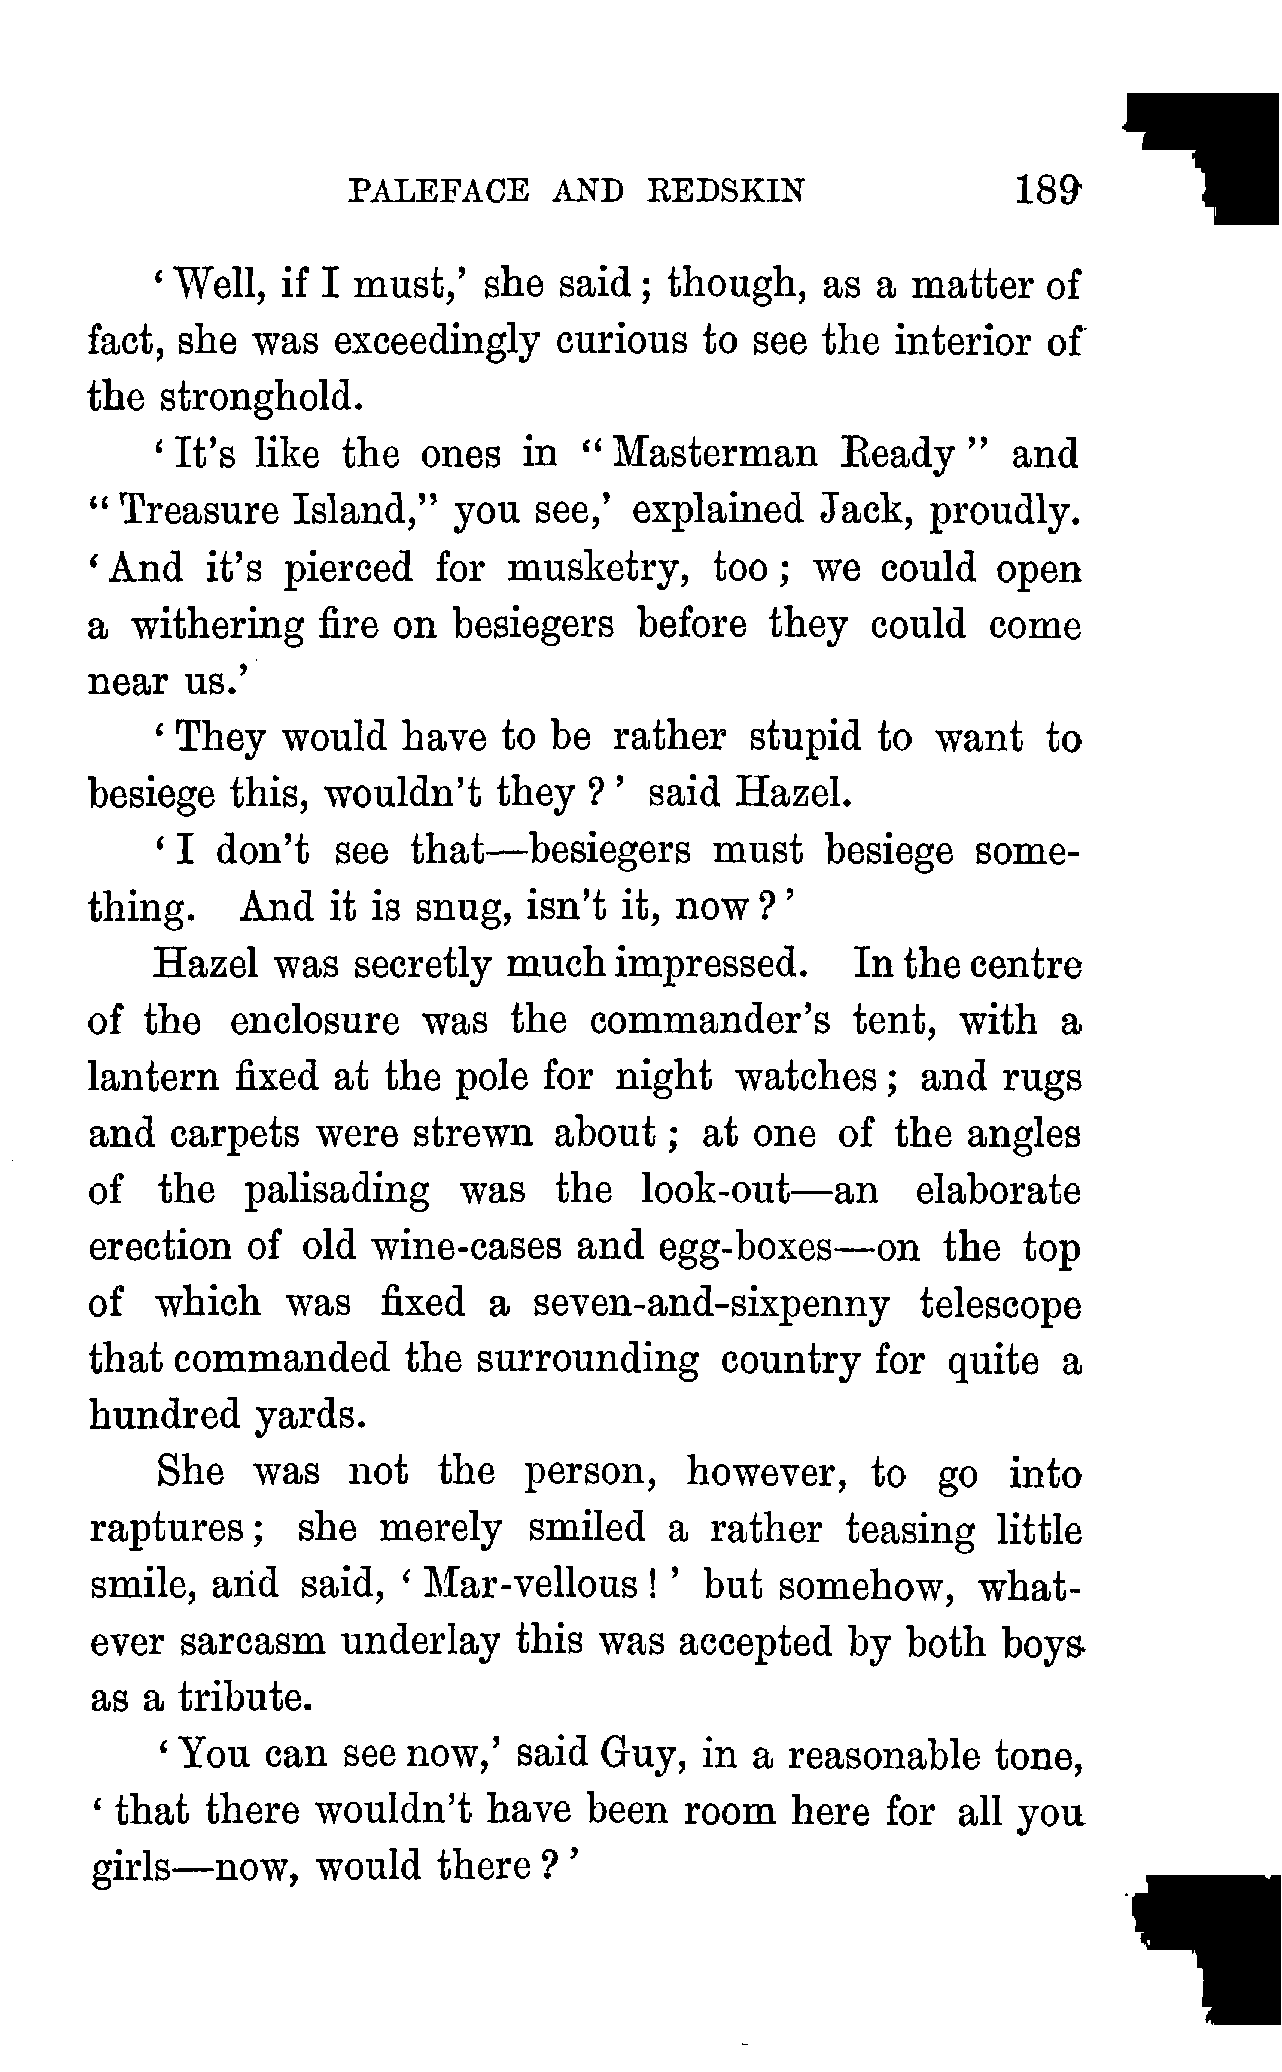 PALEFACE AND REDSKIN 189
‘ Well, if I must,’ she said ; though, as a matter of
fact, she was exceedingly curious to see the interior of
the stronghold.
‘ It’s like the ones in “ Masterman Ready ” and
“ Treasure Island,” you see,’ explained Jack, proudly.
‘ And it’s pierced for musketry, too ; we could open
a withering fire on besiegers before they could come
near us.’
‘ They would have to be rather stupid to want to
besiege this, wouldn’t they ? ’ said Hazel.
‘ I don’t see that—besiegers must besiege some-
thing. And it is snug, isn’t it, now ? ’
Hazel was secretly much impressed. In the centre
of the enclosure was the commander’s tent, with a
lantern fixed at the pole for night watches ; and rugs
and carpets were strewn about ; at one of the angles
of the palisading was the look-out—an elaborate
erection of old wine-cases and egg-boxes—on the top
of which was fixed a seven-and-sixpenny telescope
that commanded the surrounding country for quite a
hundred yards.
She was not the person, however, to go into
raptures ; she merely smiled a rather teasing little
smile, and said, ‘ Mar-vellous ! ’ but somehow, what-
ever sarcasm underlay this was accepted by both boys
as a tribute.
‘ You can see now,’ said Guy, in a reasonable tone,
‘ that there wouldn’t have been room here for all you
girls—now, would there ? ’